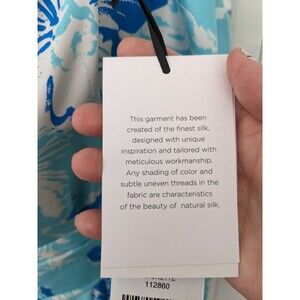 This garment has been
created of the finest silk,
designed with unique
inspiration and tailored with
meticulous workmanship.
Any shading of color and
subtle uneven threads in the
fabric are characteristics
of the beauty of natural silk.
112860